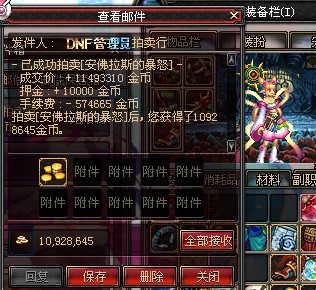 查看邮件
装备栏(I)
发件人： DNF管理员拍卖行
- 已成功拍卖[安佛拉斯的暴怒]
- 成交价 : +11493310 金币
- 押金 : +10000 金币
- 手续费 : -574665 金币
拍卖[安佛拉斯的暴怒]后, 您获得了1092
8645金币。
物品栏
装扮
附件 附件 附件 附件
附件 附件 附件 附件 附件
消耗品
材料
副职
10,928,645
全部接收
回复
保存
删除
关闭